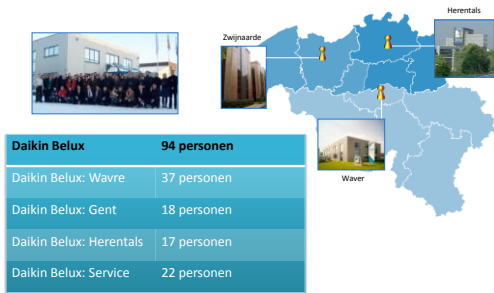 Herentals
Zwijnaarde
Waver
Daikin Belux 94 personen
Daikin Belux: Wavre 37 personen
Daikin Belux: Gent 18 personen
Daikin Belux: Herentals 17 personen
Daikin Belux: Service 22 personen